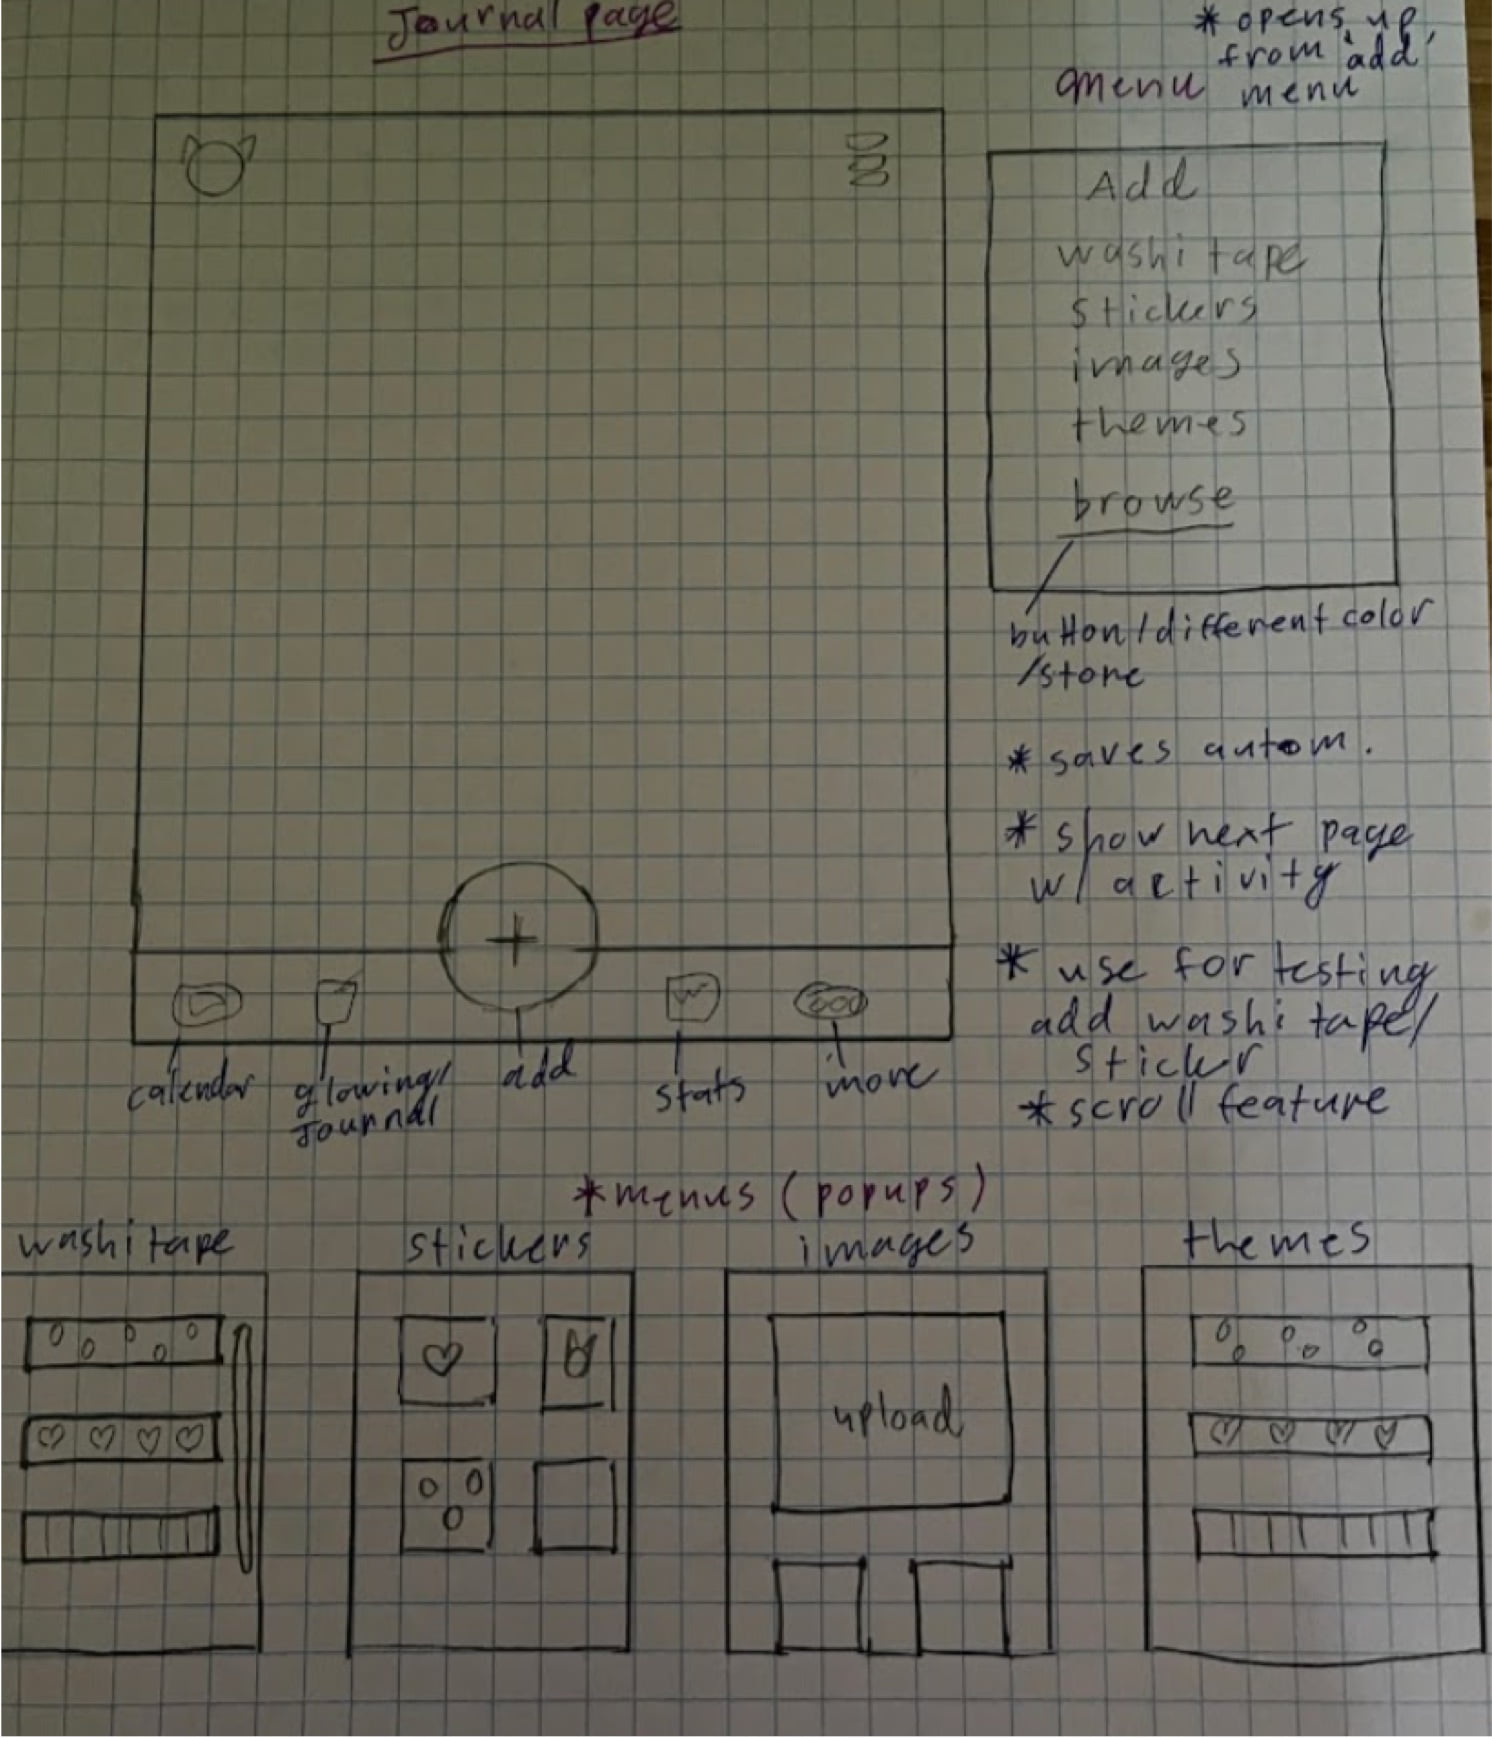 Journal page
* opens up
from 'add'
menu menu
Add
washi tape
stickers
images
themes
browse
button/different color
/store
* saves autom.
* show next page
w/ activity
* use for testing
add washi tape/
sticker
* scroll feature
calendar glowing/ add stats more
Journal
*menus (popups)
washi tape stickers images themes
upload